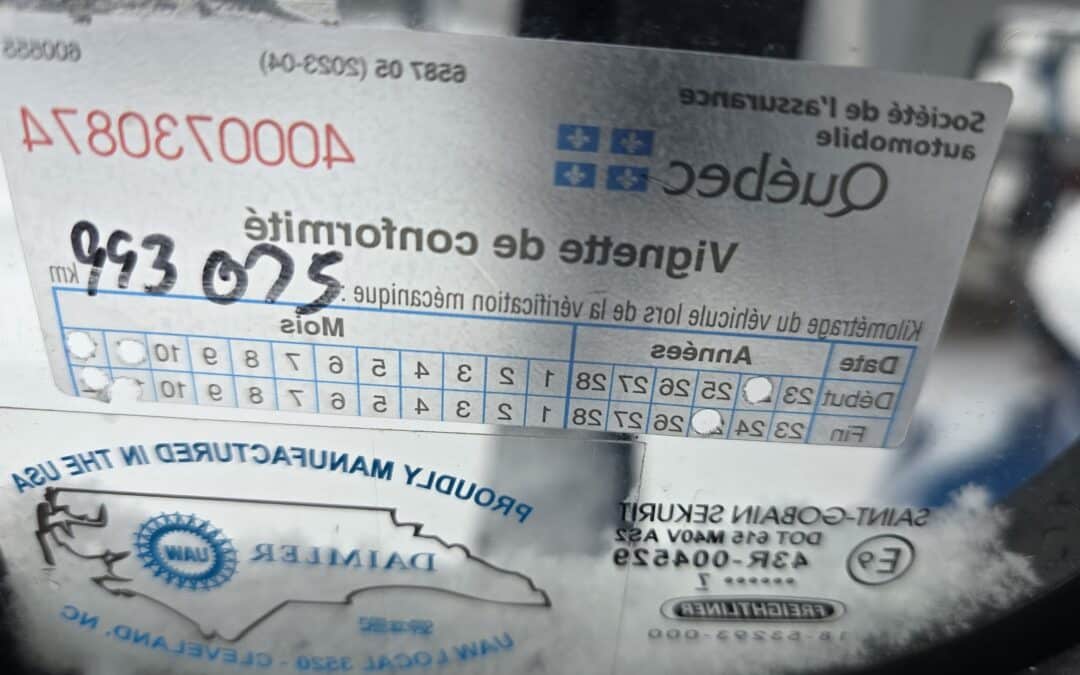 6587 05 (2023-04)
Société de l'assurance
automobile
Québec
4000730874
Vignette de conformité
Kilométrage du véhicule lors de la vérification mécanique : 993 075 km
Date Années Mois
Début 23 25 26 27 28 1 2 3 4 5 6 7 8 9 10
Fin 23 24 26 27 28 1 2 3 4 5 6 7 8 9 10
SAINT-GOBAIN SEKURIT
DOT 615 M40V AS2
43R-004529
E9
FREIGHTLINER
PROUDLY MANUFACTURED IN THE USA
DAIMLER
UAW
UAW LOCAL 3520 - CLEVELAND, NC